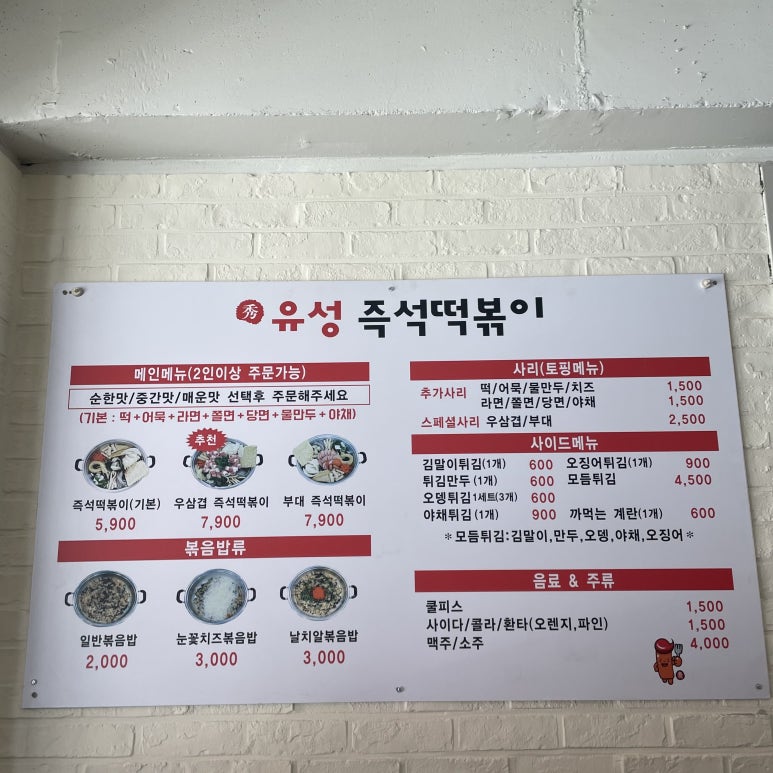 秀 유성 즉석떡볶이
메인메뉴(2인이상 주문가능)
순한맛/중간맛/매운맛 선택후 주문해주세요
(기본 : 떡+어묵+라면+쫄면+당면+물만두+야채)
추천
즉석떡볶이(기본) 우삼겹 즉석떡볶이 부대 즉석떡볶이
5,900 7,900 7,900
볶음밥류
일반볶음밥 눈꽃치즈볶음밥 날치알볶음밥
2,000 3,000 3,000
사리(토핑메뉴)
추가사리 떡/어묵/물만두/치즈 1,500
라면/쫄면/당면/야채 1,500
스페셜사리 우삼겹/부대 2,500
사이드메뉴
김말이튀김(1개) 600 오징어튀김(1개) 900
튀김만두(1개) 600 모듬튀김 4,500
오뎅튀김1세트(3개) 600
야채튀김(1개) 900 까먹는 계란(1개) 600
*모듬튀김:김말이,만두,오뎅,야채,오징어*
음료 & 주류
쿨피스 1,500
사이다/콜라/환타(오렌지,파인) 1,500
맥주/소주 4,000